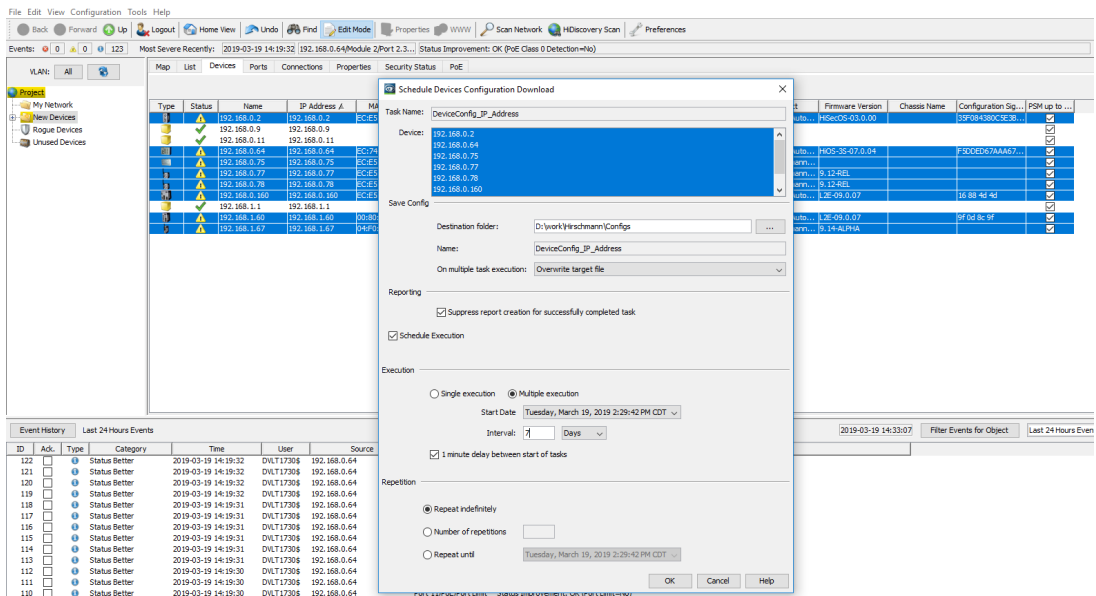 File Edit View Configuration Tools Help
Back Forward Up Logout Home View Undo Find Edit Mode Properties WWW Scan Network HiDiscovery Scan Preferences
Events: 0 0 123 Most Severe Recently: 2019-03-19 14:19:32 192.168.0.64/Module 2/Port 2.3... Status Improvement: OK (PoE Class 0 Detection=No)
VLAN: All
Map List Devices Ports Connections Properties Security Status PoE
Project
My Network
New Devices
Rogue Devices
Unused Devices
Type Status Name IP Address MA
192.168.0.2 192.168.0.2 EC:E5
192.168.0.9 192.168.0.9
192.168.0.11 192.168.0.11
192.168.0.64 192.168.0.64 EC:74
192.168.0.75 192.168.0.75 EC:E5
192.168.0.77 192.168.0.77 EC:E5
192.168.0.78 192.168.0.78 EC:E5
192.168.0.160 192.168.0.160 EC:E5
192.168.1.1 192.168.1.1
192.168.1.60 192.168.1.60 00:80:
192.168.1.67 192.168.1.67 04:F0:
Firmware Version Chassis Name Configuration Sig... PSM up to ...
uto... HiSecOS-03.0.00 35F084380C5E3B...
uto... HiOS-3S-07.0.04 F5DDED67AAA67...
ann...
ann... 9.12-REL
ann... 9.12-REL
uto... L2E-09.0.07 16 88 4d 4d
uto... L2E-09.0.07 9f 0d 8c 9f
ann... 9.14-ALPHA
Schedule Devices Configuration Download
Task Name: DeviceConfig_IP_Address
Device: 192.168.0.2
192.168.0.64
192.168.0.75
192.168.0.77
192.168.0.78
192.168.0.160
Save Config
Destination folder: D:\work\Hirschmann\Configs ...
Name: DeviceConfig_IP_Address
On multiple task execution: Overwrite target file
Reporting
Suppress report creation for successfully completed task
Schedule Execution
Execution
Single execution Multiple execution
Start Date Tuesday, March 19, 2019 2:29:42 PM CDT
Interval: 7 Days
1 minute delay between start of tasks
Repetition
Repeat indefinitely
Number of repetitions
Repeat until Tuesday, March 19, 2019 2:29:42 PM CDT
OK Cancel Help
Event History Last 24 Hours Events
2019-03-19 14:33:07 Filter Events for Object Last 24 Hours Even
ID Ack. Type Category Time User Source
122 Status Better 2019-03-19 14:19:32 DVLT1730$ 192.168.0.64
121 Status Better 2019-03-19 14:19:32 DVLT1730$ 192.168.0.64
120 Status Better 2019-03-19 14:19:32 DVLT1730$ 192.168.0.64
119 Status Better 2019-03-19 14:19:32 DVLT1730$ 192.168.0.64
118 Status Better 2019-03-19 14:19:31 DVLT1730$ 192.168.0.64
117 Status Better 2019-03-19 14:19:31 DVLT1730$ 192.168.0.64
116 Status Better 2019-03-19 14:19:31 DVLT1730$ 192.168.0.64
115 Status Better 2019-03-19 14:19:31 DVLT1730$ 192.168.0.64
114 Status Better 2019-03-19 14:19:31 DVLT1730$ 192.168.0.64
113 Status Better 2019-03-19 14:19:31 DVLT1730$ 192.168.0.64
112 Status Better 2019-03-19 14:19:30 DVLT1730$ 192.168.0.64
111 Status Better 2019-03-19 14:19:30 DVLT1730$ 192.168.0.64
110 Status Better 2019-03-19 14:19:30 DVLT1730$ 192.168.0.64